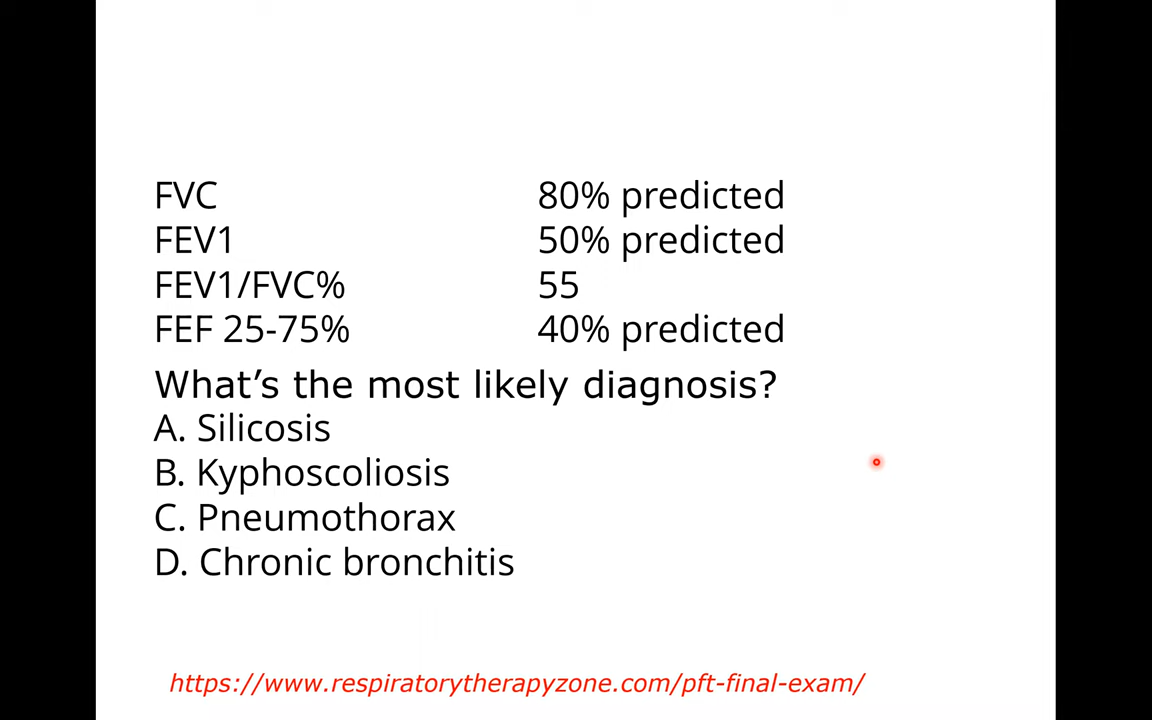 FVC 80% predicted
FEV1 50% predicted
FEV1/FVC% 55
FEF 25-75% 40% predicted
What’s the most likely diagnosis?
A. Silicosis
B. Kyphoscoliosis
C. Pneumothorax
D. Chronic bronchitis
https://www.respiratorytherapyzone.com/pft-final-exam/